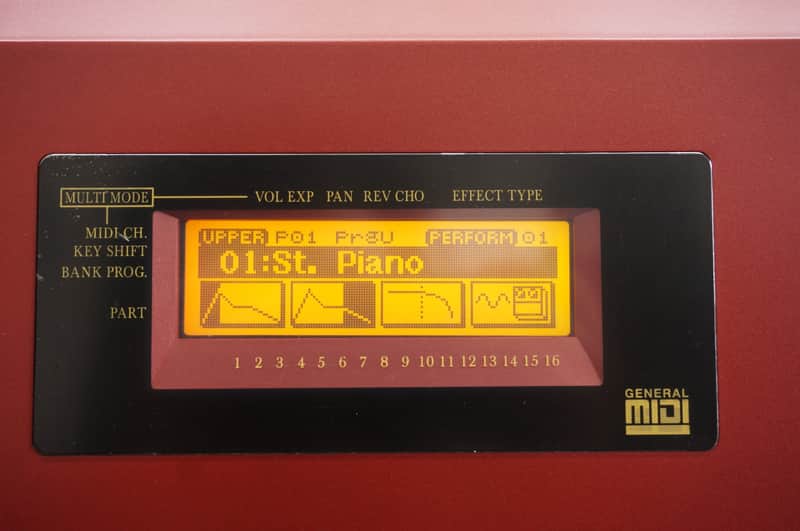 MULTI MODE VOL EXP PAN REV CHO EFFECT TYPE
MIDI CH.
KEY SHIFT
BANK PROG.
PART
UPPER P01 PrgU PERFORM 01
01:St. Piano
1 2 3 4 5 6 7 8 9 10 11 12 13 14 15 16
GENERAL
MIDI